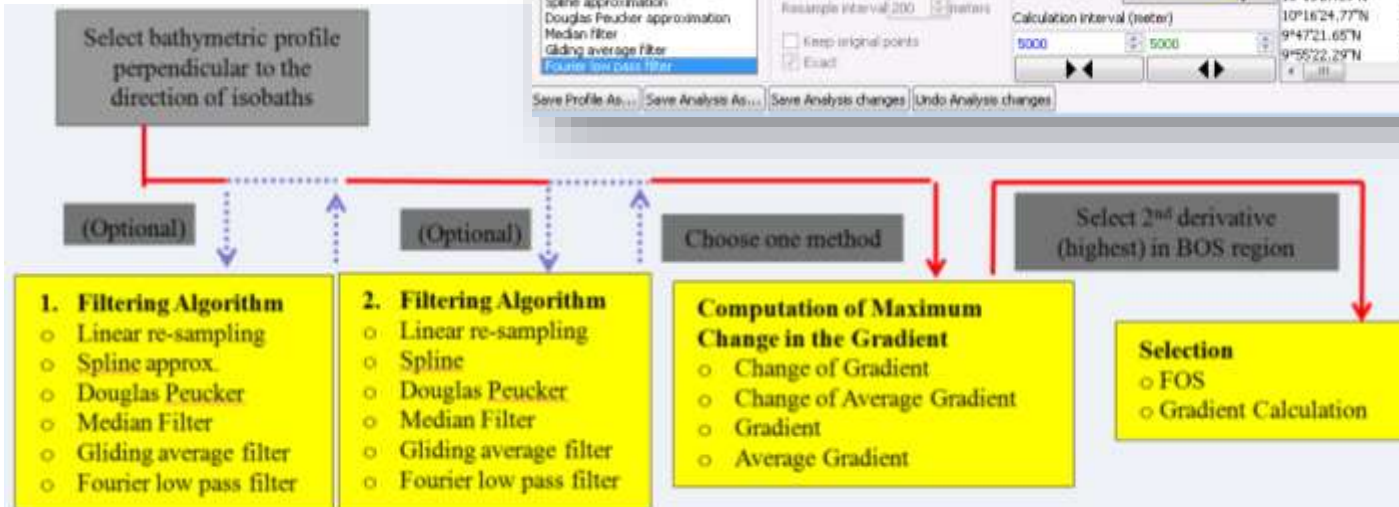 Spline approximation
Douglas Peucker approximation
Median filter
Gliding average filter
Fourier low pass filter
Resample interval 200 meters
Keep original points
Exact
Calculation interval (meter)
5000
5000
10°16'24.77"N
9°47'21.65"N
9°55'22.29"N
Save Profile As...
Save Analysis As...
Save Analysis changes
Undo Analysis changes
Select bathymetric profile
perpendicular to the
direction of isobaths
(Optional)
(Optional)
Choose one method
Select 2nd derivative
(highest) in BOS region
1. Filtering Algorithm
o Linear re-sampling
o Spline approx.
o Douglas Peucker
o Median Filter
o Gliding average filter
o Fourier low pass filter
2. Filtering Algorithm
o Linear re-sampling
o Spline
o Douglas Peucker
o Median Filter
o Gliding average filter
o Fourier low pass filter
Computation of Maximum
Change in the Gradient
o Change of Gradient
o Change of Average Gradient
o Gradient
o Average Gradient
Selection
o FOS
o Gradient Calculation